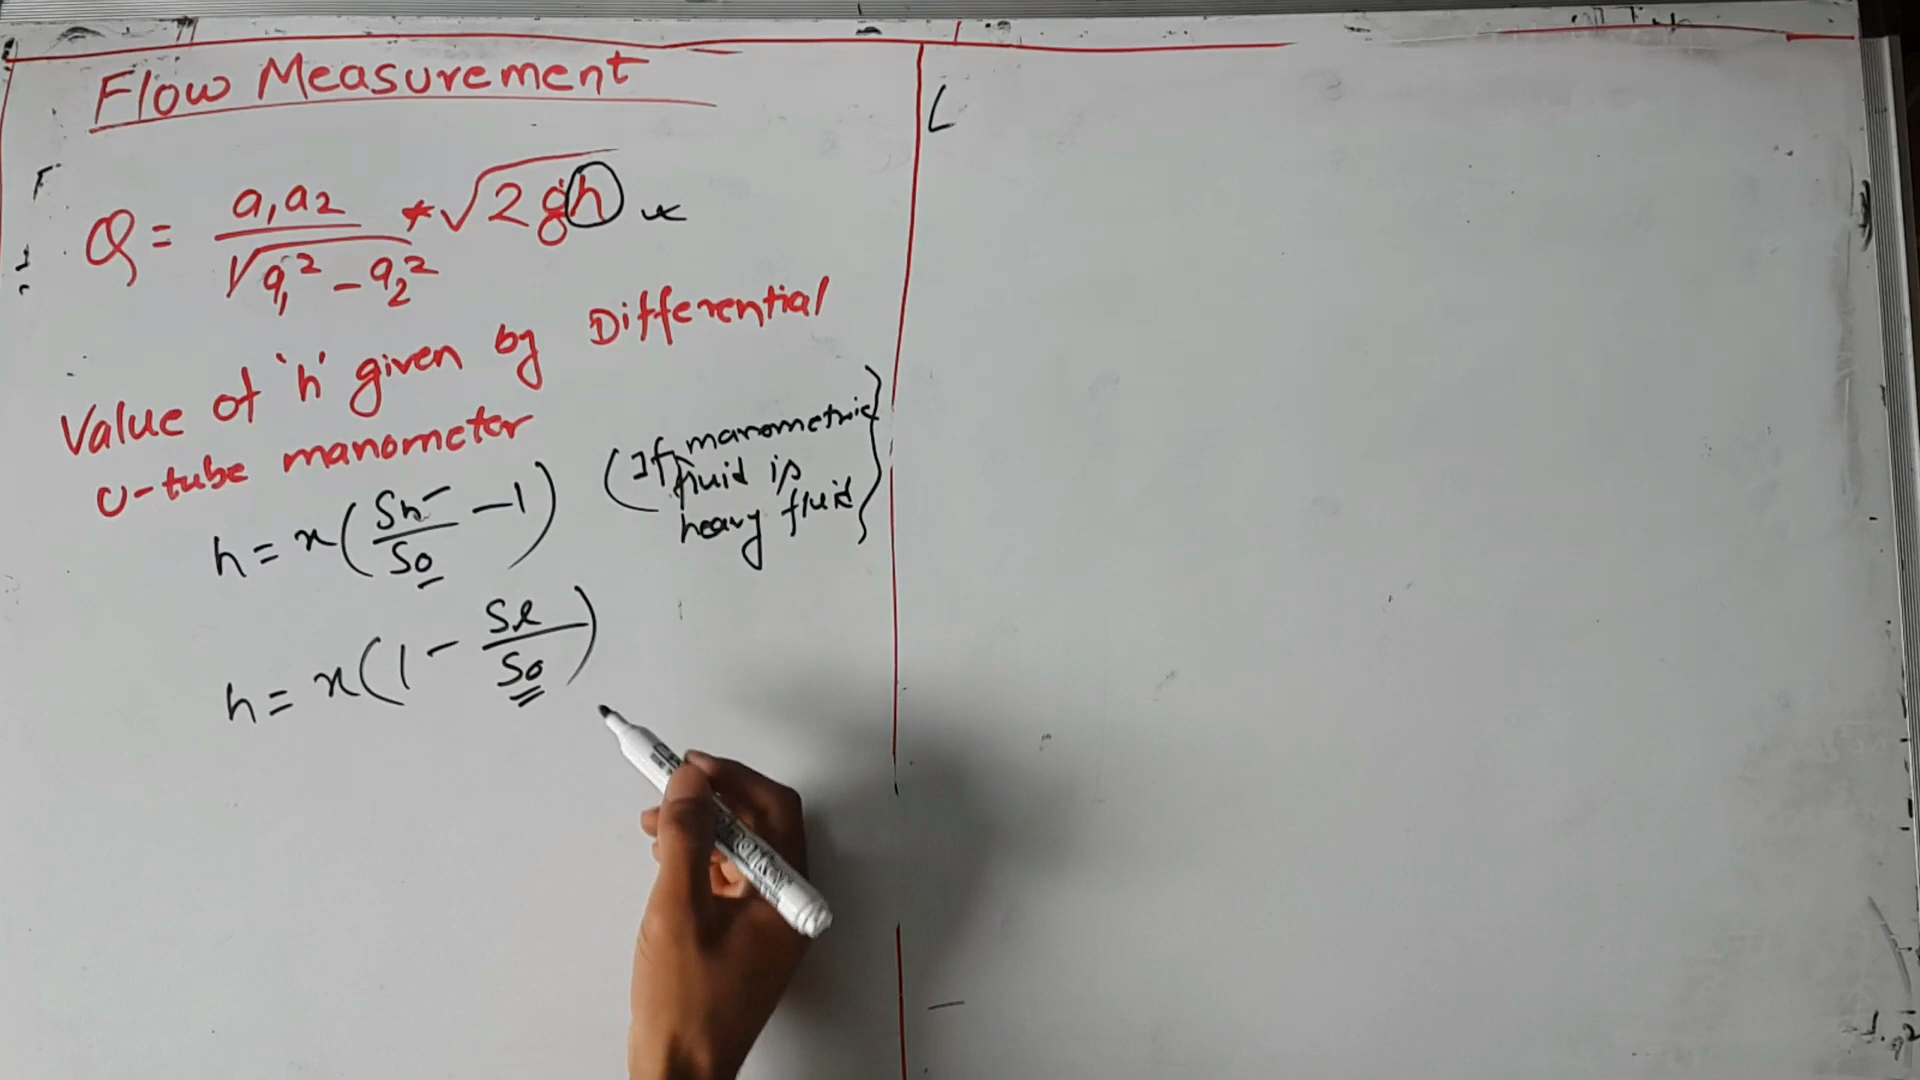 Flow Measurement
Q = a₁a₂ / √(a₁² - a₂²) * √(2gh)
Value of 'h' given by Differential
U-tube manometer
h = x(Sh/So - 1) (If manometric
fluid is
heavy fluid}
h = x(1 - Sl/So)